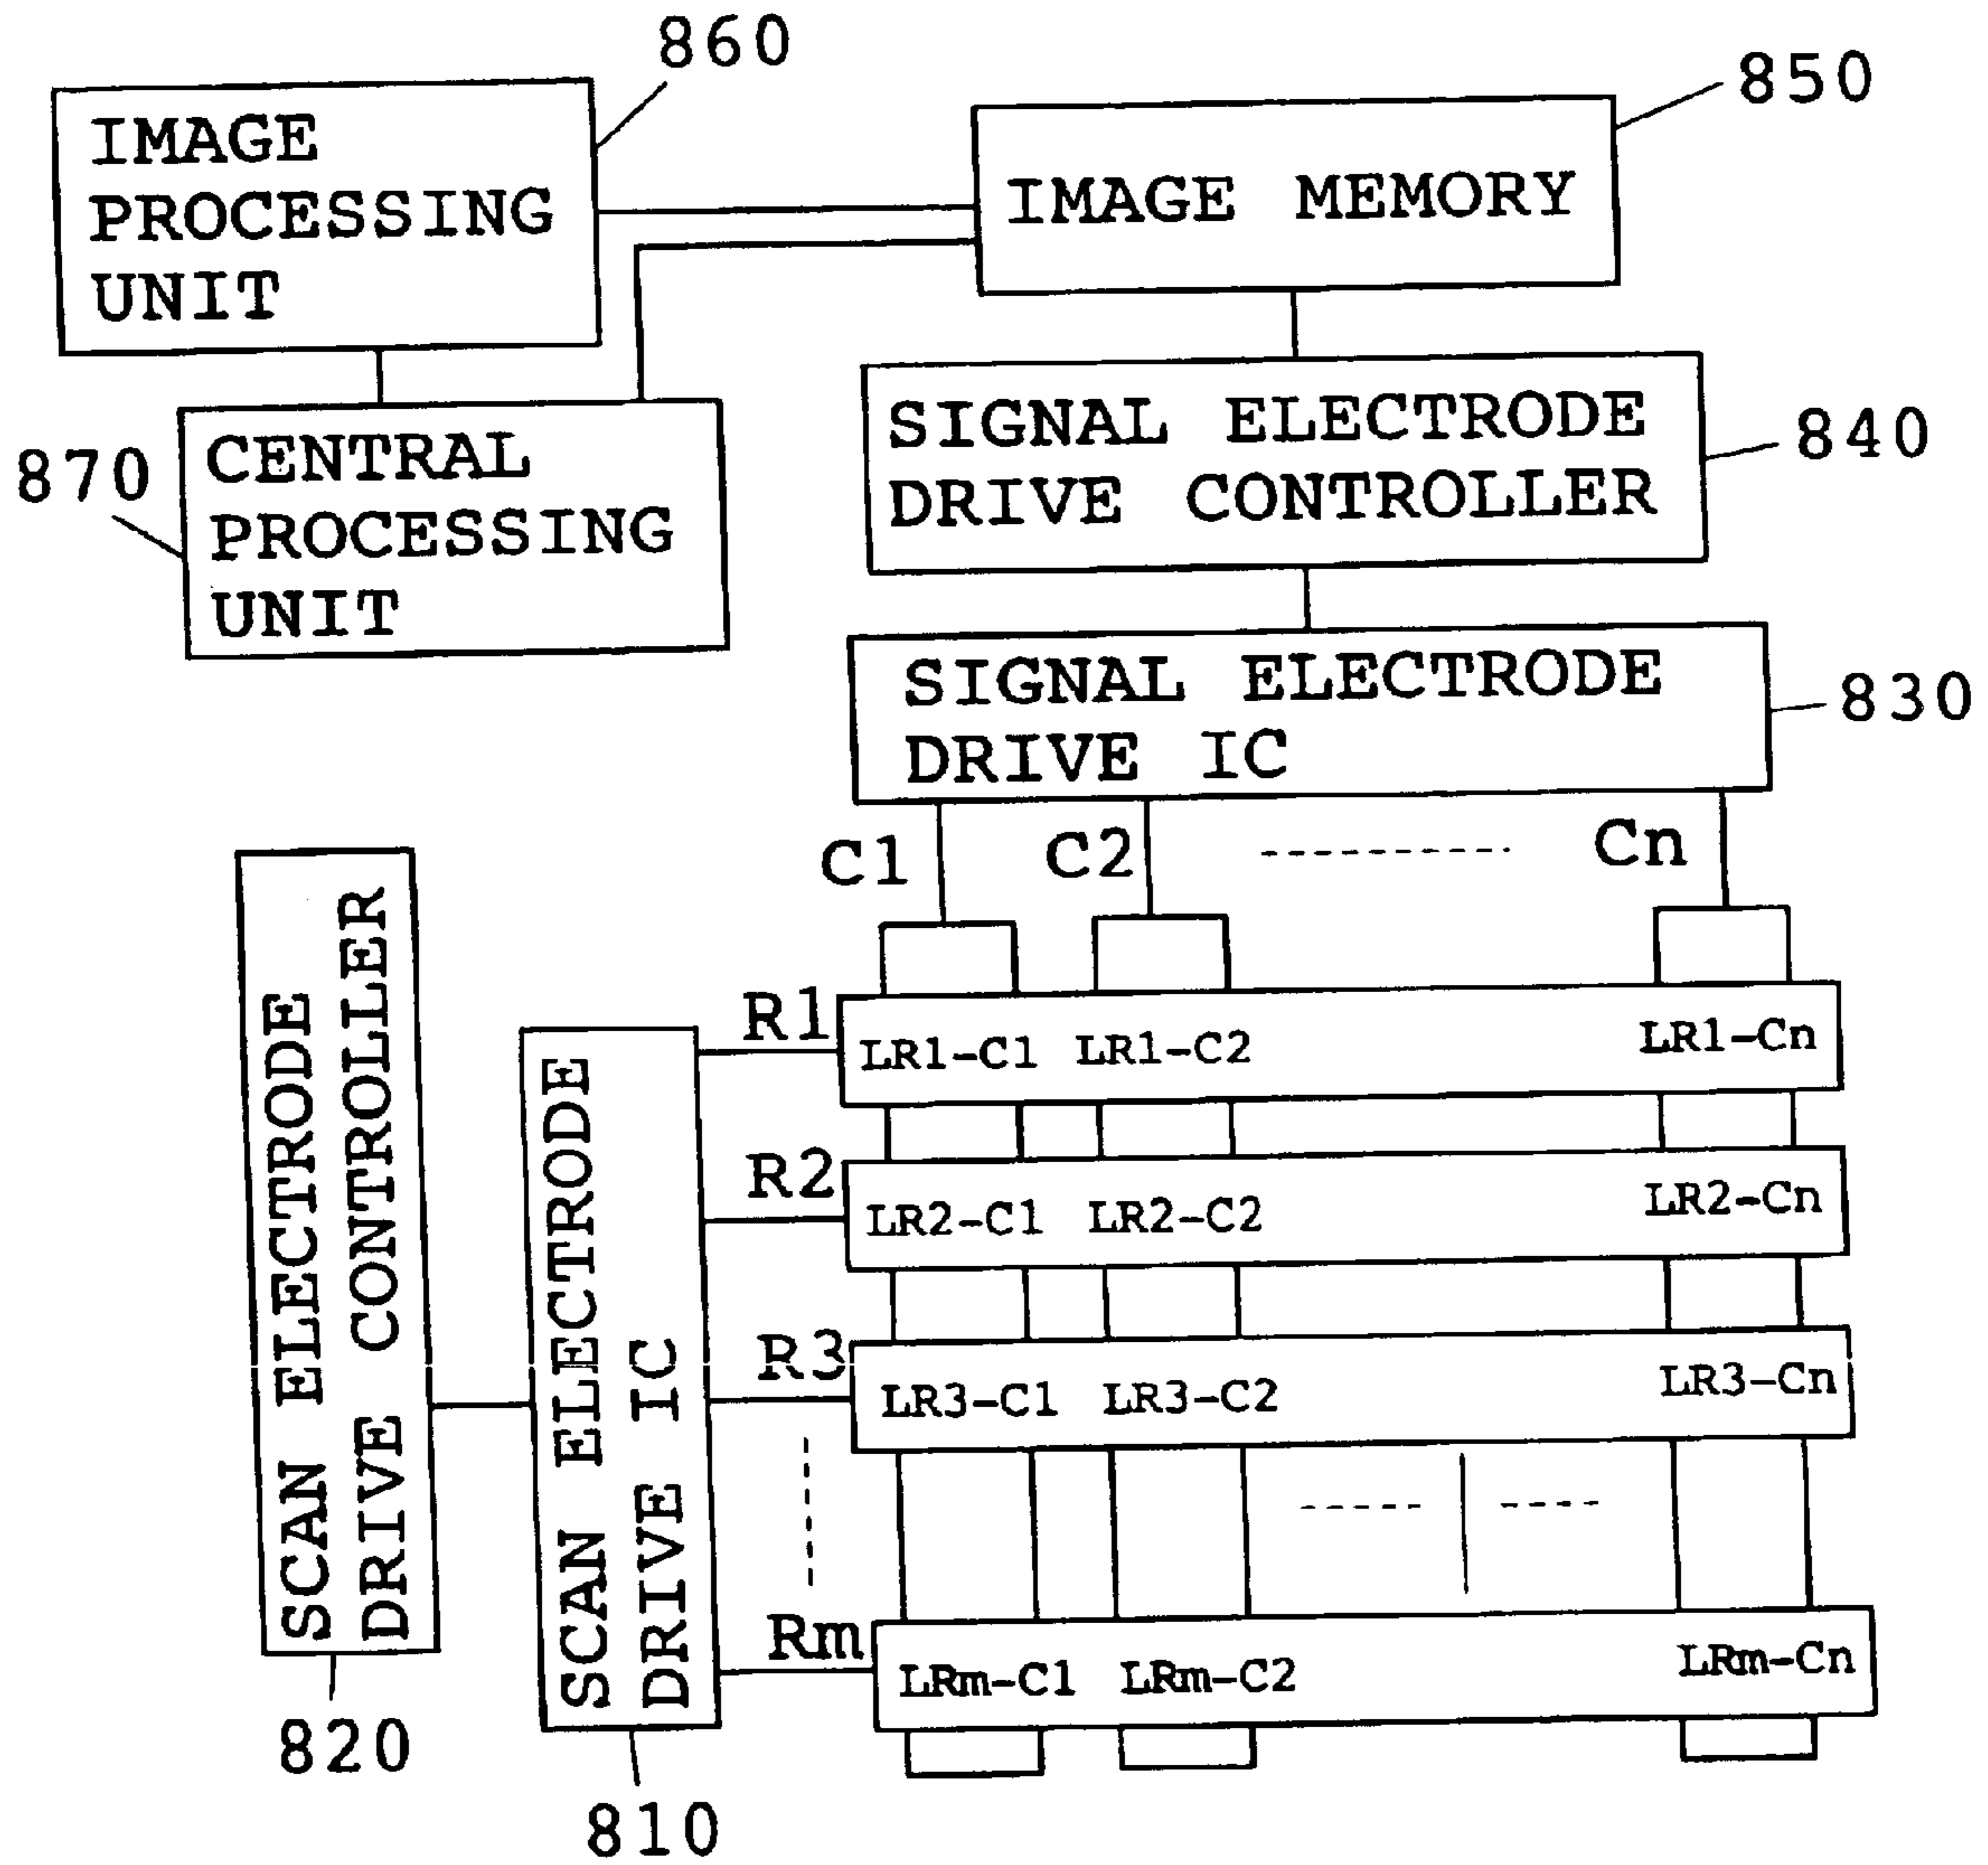 860
850
IMAGE
PROCESSING
UNIT
IMAGE MEMORY
870
CENTRAL
PROCESSING
UNIT
SIGNAL ELECTRODE
DRIVE CONTROLLER
840
SIGNAL ELECTRODE
DRIVE IC
830
C1
C2
Cn
SCAN ELECTRODE
DRIVE CONTROLLER
820
SCAN ELECTRODE
DRIVE IC
810
R1
LR1-C1 LR1-C2 LR1-Cn
R2
LR2-C1 LR2-C2 LR2-Cn
R3
LR3-C1 LR3-C2 LR3-Cn
Rm
LRm-C1 LRm-C2 LRm-Cn